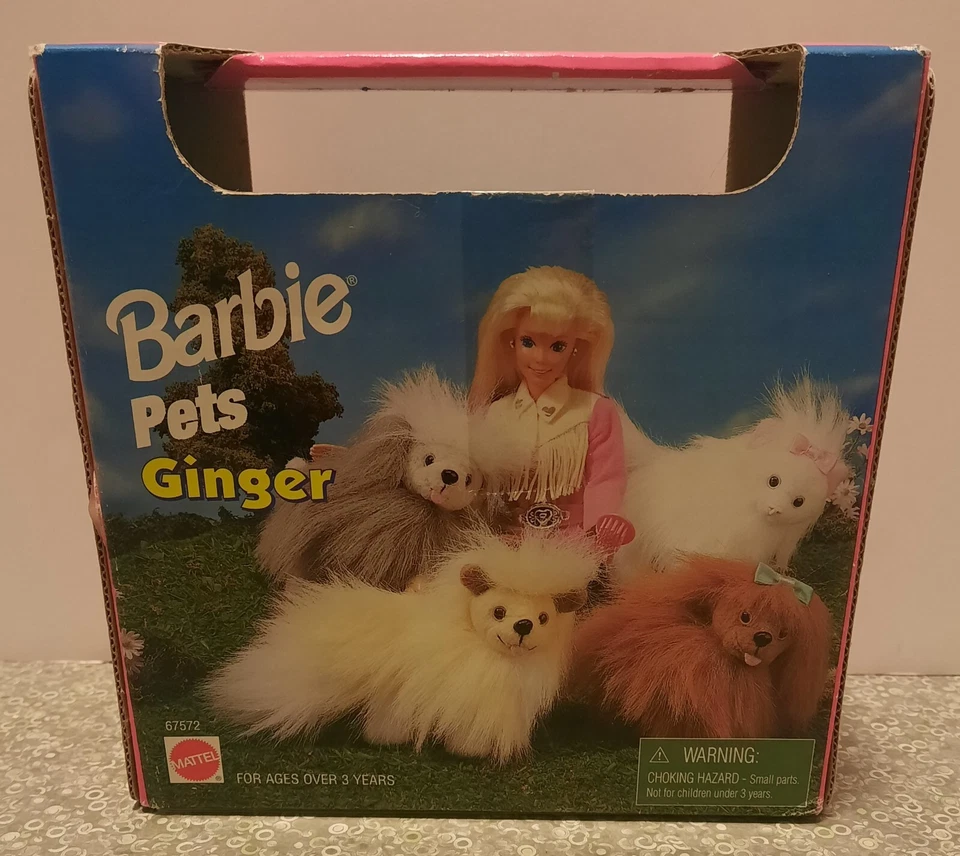 Barbie®
Pets
Ginger
67572
MATTEL
®
FOR AGES OVER 3 YEARS
⚠ WARNING:
CHOKING HAZARD - Small parts.
Not for children under 3 years.